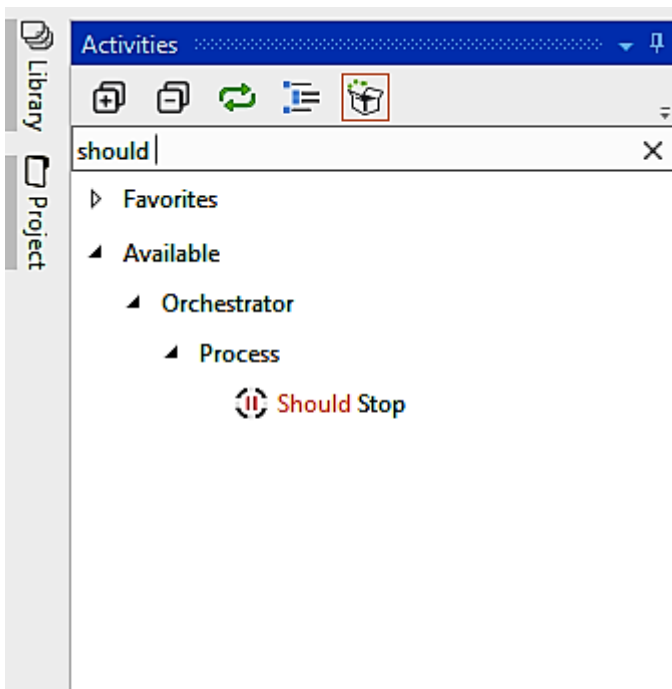 Library
Project
Activities
should
Favorites
Available
Orchestrator
Process
Should Stop